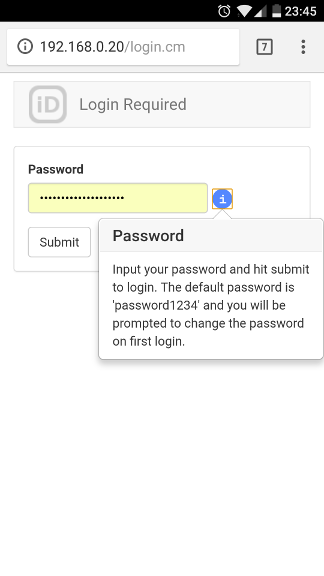 23:45
192.168.0.20/login.cm
7
iD Login Required
Password
••••••••••••••••••••
i
Submit
Password
Input your password and hit submit
to login. The default password is
'password1234' and you will be
prompted to change the password
on first login.